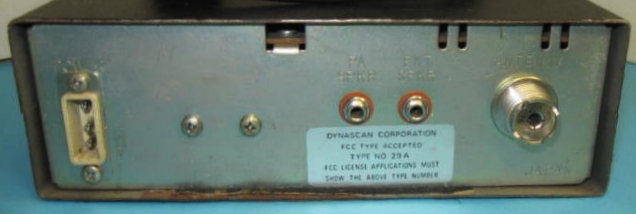 POWER
PA
SPKR
EXT
SPKR
ANTENNA
DYNASCAN CORPORATION
FCC TYPE ACCEPTED
TYPE NO 29A
FCC LICENSE APPLICATIONS MUST
SHOW THE ABOVE TYPE NUMBER
JAPAN